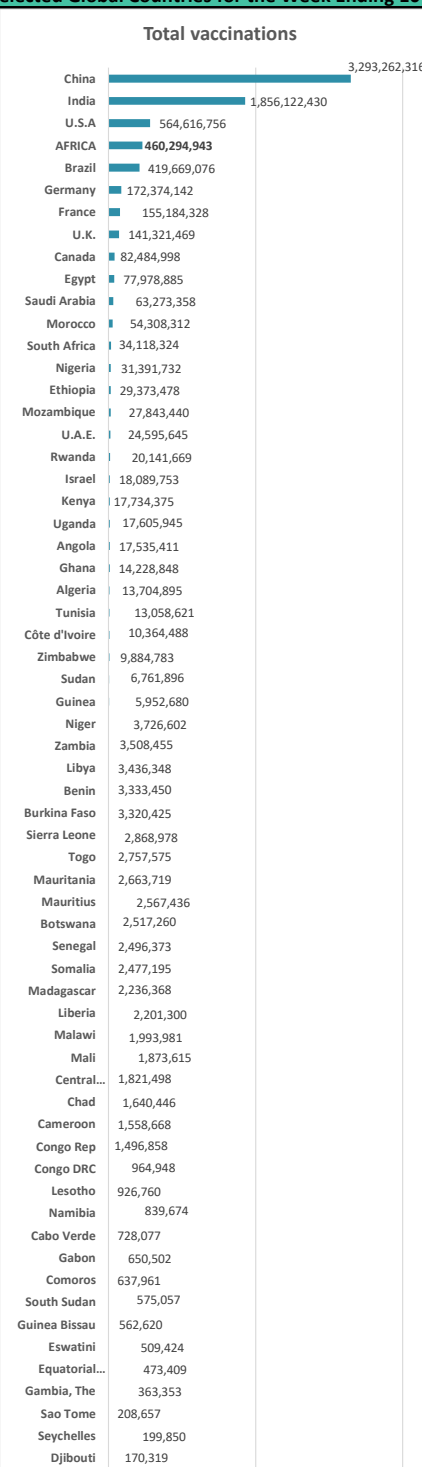 Total vaccinations
China 3,293,262,316
India 1,856,122,430
U.S.A 564,616,756
AFRICA 460,294,943
Brazil 419,669,076
Germany 172,374,142
France 155,184,328
U.K. 141,321,469
Canada 82,484,998
Egypt 77,978,885
Saudi Arabia 63,273,358
Morocco 54,308,312
South Africa 34,118,324
Nigeria 31,391,732
Ethiopia 29,373,478
Mozambique 27,843,440
U.A.E. 24,595,645
Rwanda 20,141,669
Israel 18,089,753
Kenya 17,734,375
Uganda 17,605,945
Angola 17,535,411
Ghana 14,228,848
Algeria 13,704,895
Tunisia 13,058,621
Côte d'Ivoire 10,364,488
Zimbabwe 9,884,783
Sudan 6,761,896
Guinea 5,952,680
Niger 3,726,602
Zambia 3,508,455
Libya 3,436,348
Benin 3,333,450
Burkina Faso 3,320,425
Sierra Leone 2,868,978
Togo 2,757,575
Mauritania 2,663,719
Mauritius 2,567,436
Botswana 2,517,260
Senegal 2,496,373
Somalia 2,477,195
Madagascar 2,236,368
Liberia 2,201,300
Malawi 1,993,981
Mali 1,873,615
Central... 1,821,498
Chad 1,640,446
Cameroon 1,558,668
Congo Rep 1,496,858
Congo DRC 964,948
Lesotho 926,760
Namibia 839,674
Cabo Verde 728,077
Gabon 650,502
Comoros 637,961
South Sudan 575,057
Guinea Bissau 562,620
Eswatini 509,424
Equatorial... 473,409
Gambia, The 363,353
Sao Tome 208,657
Seychelles 199,850
Djibouti 170,319